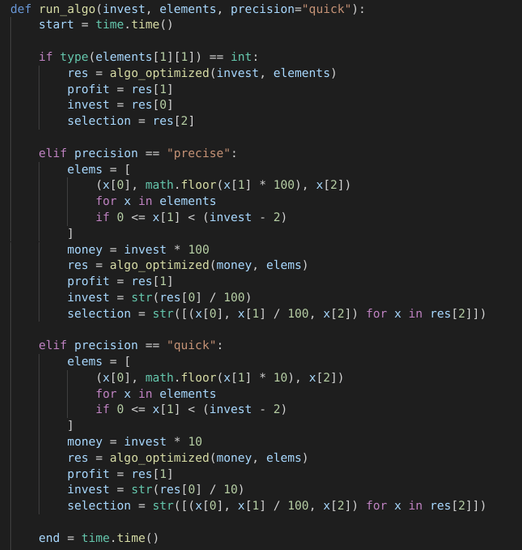 def run_algo(invest, elements, precision="quick"):
    start = time.time()

    if type(elements[1][1]) == int:
        res = algo_optimized(invest, elements)
        profit = res[1]
        invest = res[0]
        selection = res[2]

    elif precision == "precise":
        elems = [
            (x[0], math.floor(x[1] * 100), x[2])
            for x in elements
            if 0 <= x[1] < (invest - 2)
        ]
        money = invest * 100
        res = algo_optimized(money, elems)
        profit = res[1]
        invest = str(res[0] / 100)
        selection = str([(x[0], x[1] / 100, x[2]) for x in res[2]])

    elif precision == "quick":
        elems = [
            (x[0], math.floor(x[1] * 10), x[2])
            for x in elements
            if 0 <= x[1] < (invest - 2)
        ]
        money = invest * 10
        res = algo_optimized(money, elems)
        profit = res[1]
        invest = str(res[0] / 10)
        selection = str([(x[0], x[1] / 100, x[2]) for x in res[2]])

    end = time.time()